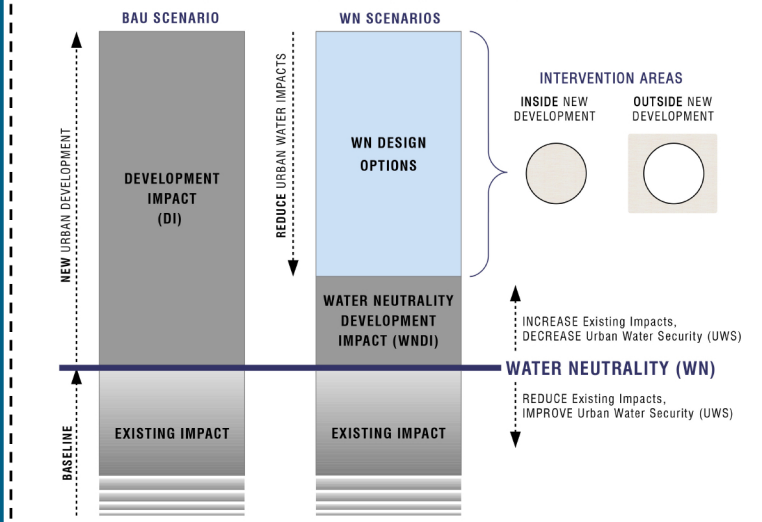 BAU SCENARIO
WN SCENARIOS
NEW URBAN DEVELOPMENT
DEVELOPMENT
IMPACT
(DI)
REDUCE URBAN WATER IMPACTS
WN DESIGN
OPTIONS
INTERVENTION AREAS
INSIDE NEW
DEVELOPMENT
OUTSIDE NEW
DEVELOPMENT
WATER NEUTRALITY
DEVELOPMENT
IMPACT (WNDI)
INCREASE Existing Impacts,
DECREASE Urban Water Security (UWS)
WATER NEUTRALITY (WN)
REDUCE Existing Impacts,
IMPROVE Urban Water Security (UWS)
BASELINE
EXISTING IMPACT
EXISTING IMPACT